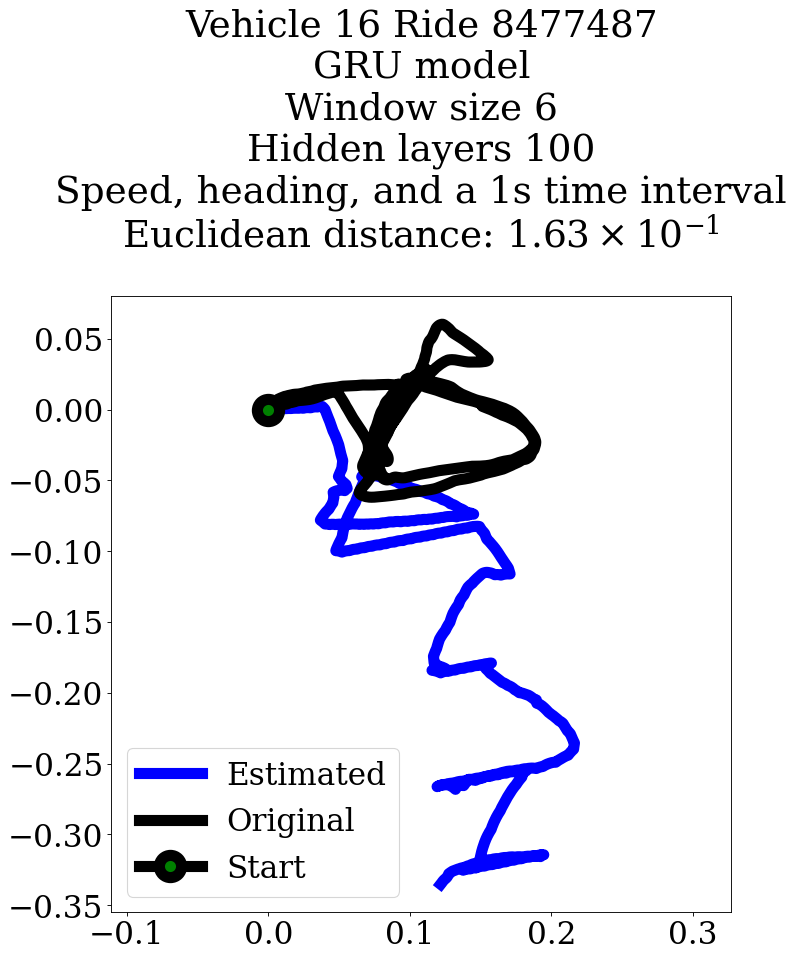 Vehicle 16 Ride 8477487
GRU model
Window size 6
Hidden layers 100
Speed, heading, and a 1s time interval
Euclidean distance: 1.63 × 10⁻¹
0.05
0.00
−0.05
−0.10
−0.15
−0.20
−0.25
−0.30
−0.35
Estimated
Original
Start
−0.1 0.0 0.1 0.2 0.3